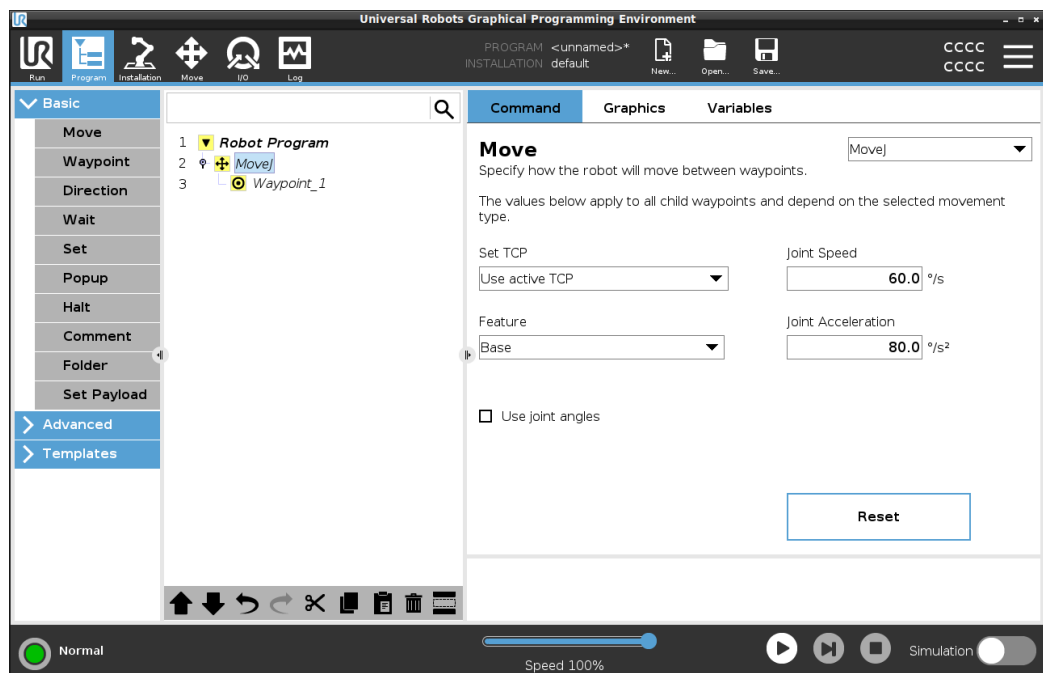 Universal Robots Graphical Programming Environment
UR
Run
Program
Installation
Move
I/O
Log
PROGRAM <unnamed>*
INSTALLATION default
New...
Open...
Save...
CCCC
CCCC
Basic
Move
Waypoint
Direction
Wait
Set
Popup
Halt
Comment
Folder
Set Payload
Advanced
Templates
1 Robot Program
2 MoveJ
3 Waypoint_1
Command Graphics Variables
Move
MoveJ
Specify how the robot will move between waypoints.
The values below apply to all child waypoints and depend on the selected movement
type.
Set TCP
Joint Speed
Use active TCP
60.0 °/s
Feature
Joint Acceleration
Base
80.0 °/s²
Use joint angles
Reset
Normal
Speed 100%
Simulation